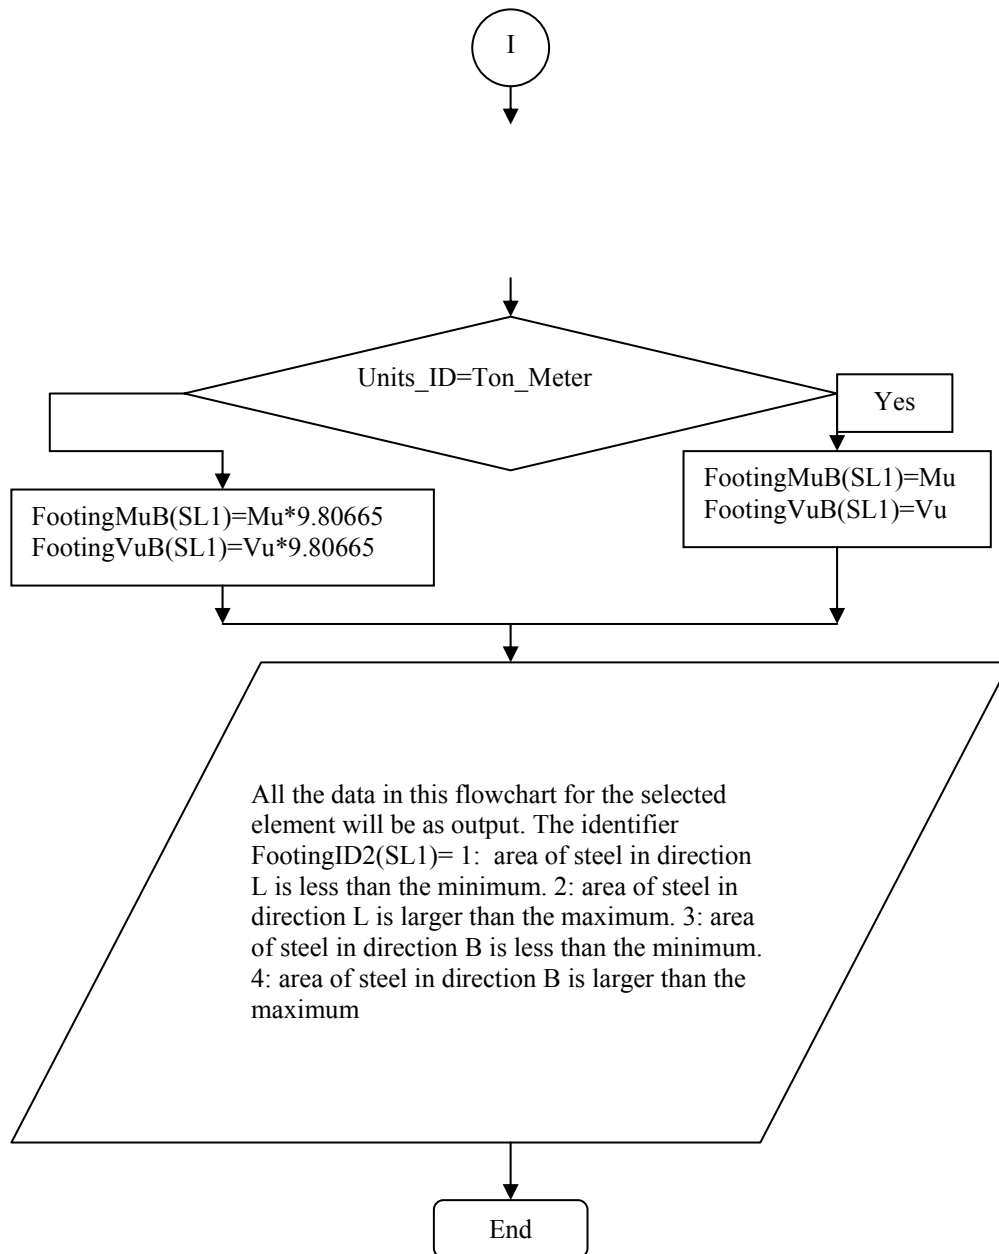 I
Units_ID=Ton_Meter
Yes
FootingMuB(SL1)=Mu
FootingVuB(SL1)=Vu
FootingMuB(SL1)=Mu*9.80665
FootingVuB(SL1)=Vu*9.80665
All the data in this flowchart for the selected
element will be as output. The identifier
FootingID2(SL1)= 1:  area of steel in direction
L is less than the minimum. 2: area of steel in
direction L is larger than the maximum. 3: area
of steel in direction B is less than the minimum.
4: area of steel in direction B is larger than the
maximum
End